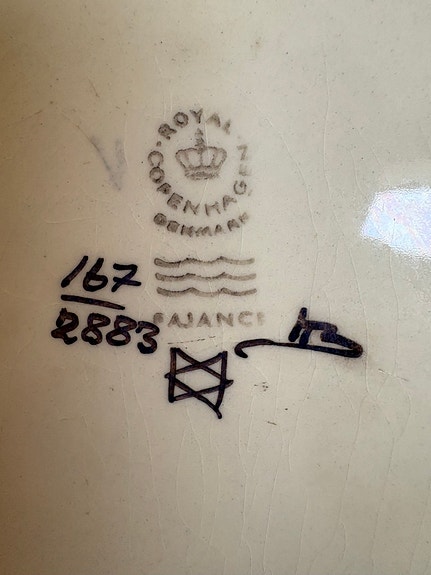 ROYAL
COPENHAGEN
DENMARK
167
2883
FAJANCE